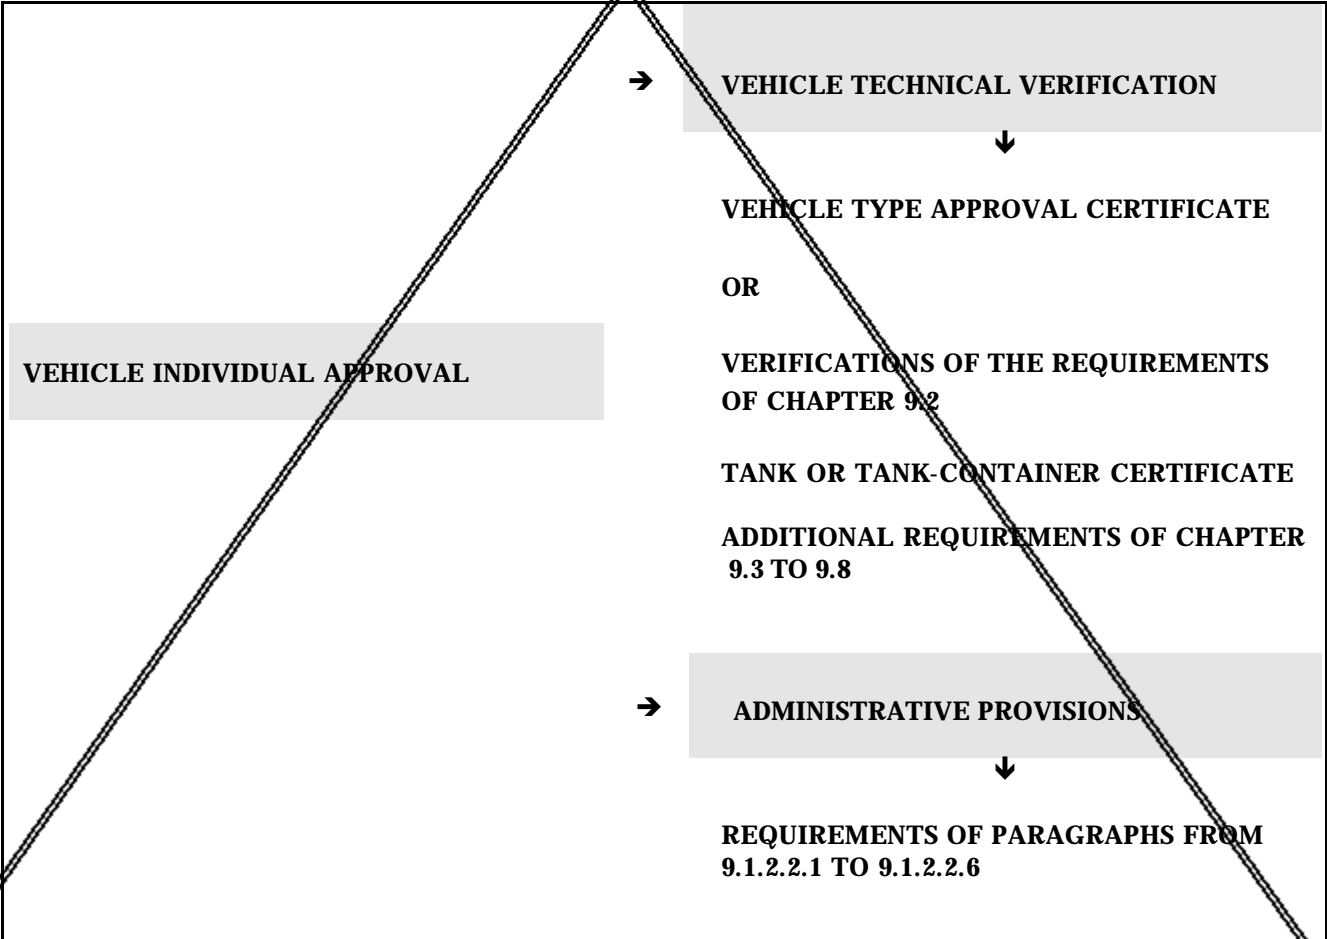 ➔ VEHICLE TECHNICAL VERIFICATION
🡻
VEHICLE TYPE APPROVAL CERTIFICATE
OR
VEHICLE INDIVIDUAL APPROVAL
VERIFICATIONS OF THE REQUIREMENTS
OF CHAPTER 9.2
TANK OR TANK-CONTAINER CERTIFICATE
ADDITIONAL REQUIREMENTS OF CHAPTER
9.3 TO 9.8
➔ ADMINISTRATIVE PROVISIONS
🡻
REQUIREMENTS OF PARAGRAPHS FROM
9.1.2.2.1 TO 9.1.2.2.6